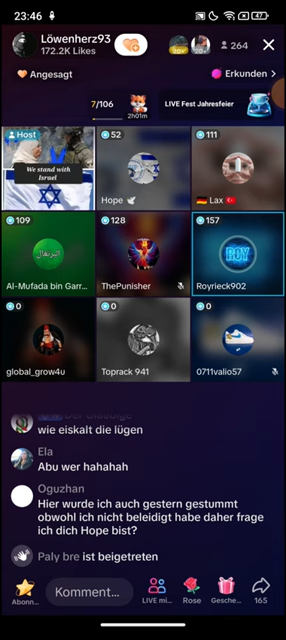 23:46
47
Löwenherz93
172.2K Likes
264
Angesagt
Erkunden >
7/106
2h01m
LIVE Fest Jahresfeier
Host
We stand with
Israel
52
Hope
111
Lax
109
Al-Mufada bin Garr...
128
ThePunisher
157
ROY
Royrieck902
0
global_grow4u
0
Toprack 941
0
0711valio57
wie eiskalt die lügen
Ela
Abu wer hahahah
Oguzhan
Hier wurde ich auch gestern gestummt
obwohl ich nicht beleidigt habe daher frage
ich dich Hope bist?
Paly bre ist beigetreten
Abonn...
Komment...
LIVE mi...
Rose
Gesche...
165